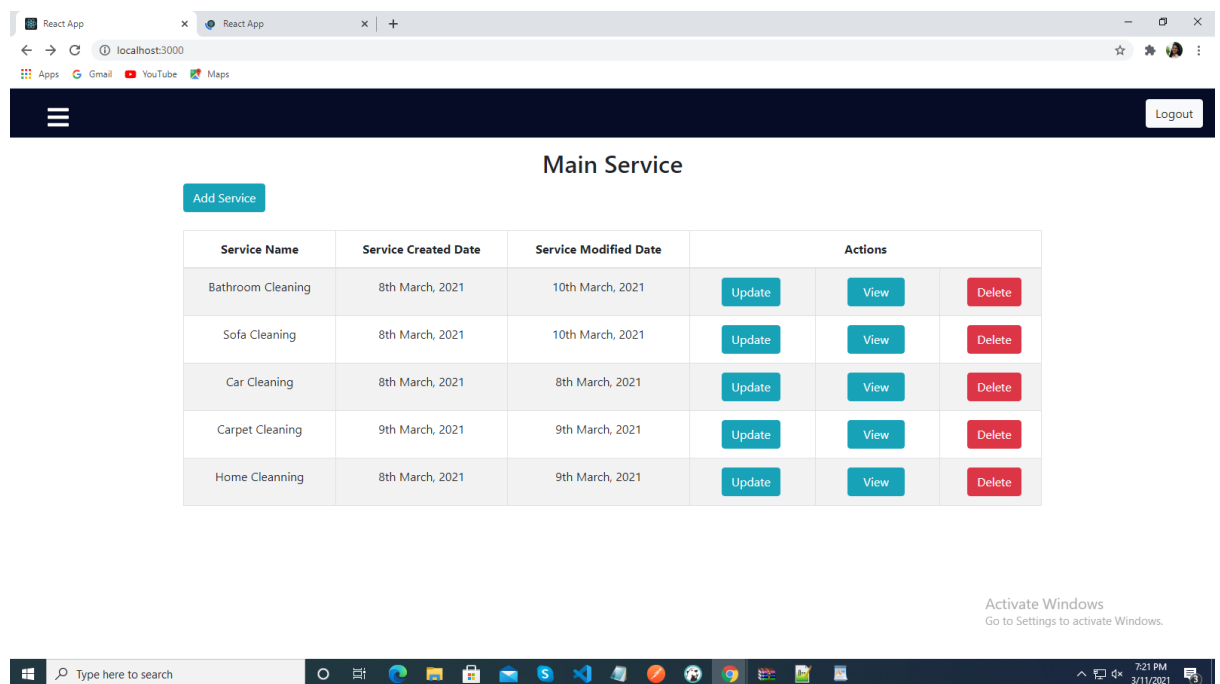 React App
React App
localhost:3000
Apps Gmail YouTube Maps
Logout
Main Service
Add Service
Service Name Service Created Date Service Modified Date Actions
Bathroom Cleaning 8th March, 2021 10th March, 2021 Update View Delete
Sofa Cleaning 8th March, 2021 10th March, 2021 Update View Delete
Car Cleaning 8th March, 2021 8th March, 2021 Update View Delete
Carpet Cleaning 9th March, 2021 9th March, 2021 Update View Delete
Home Cleanning 8th March, 2021 9th March, 2021 Update View Delete
Activate Windows
Go to Settings to activate Windows.
Type here to search
7:21 PM
3/11/2021
3